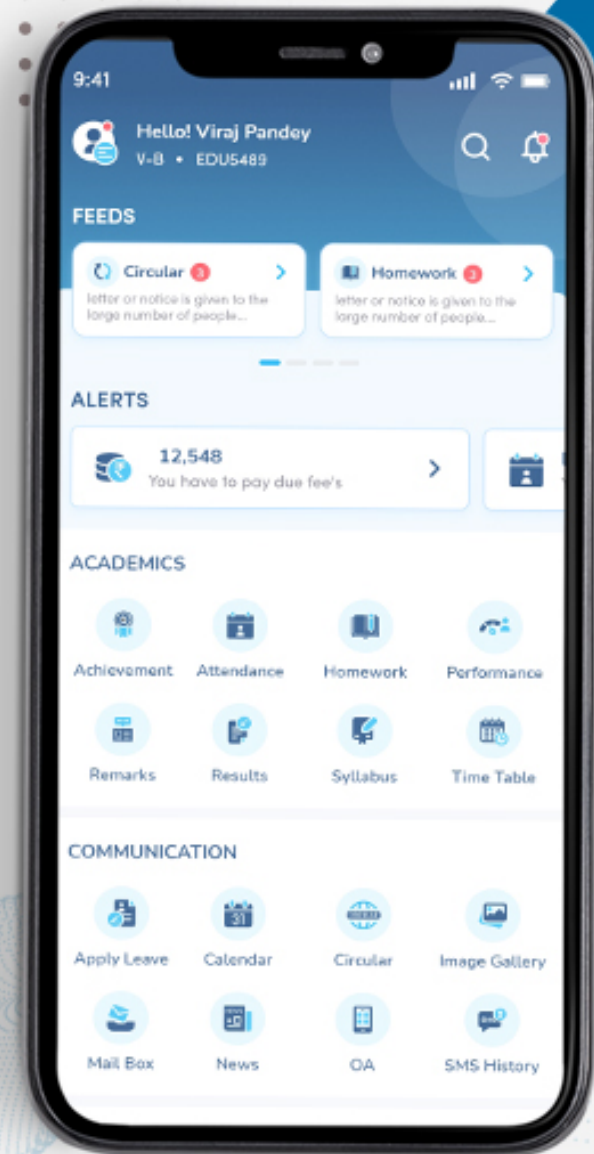 9:41
Hello! Viraj Pandey
V-B • EDU5489
FEEDS
Circular 3
letter or notice is given to the
large number of people...
Homework 3
letter or notice is given to the
large number of people...
ALERTS
12,548
You have to pay due fee's
ACADEMICS
Achievement Attendance Homework Performance
Remarks Results Syllabus Time Table
COMMUNICATION
31
Apply Leave Calendar Circular Image Gallery
Mail Box News OA SMS History